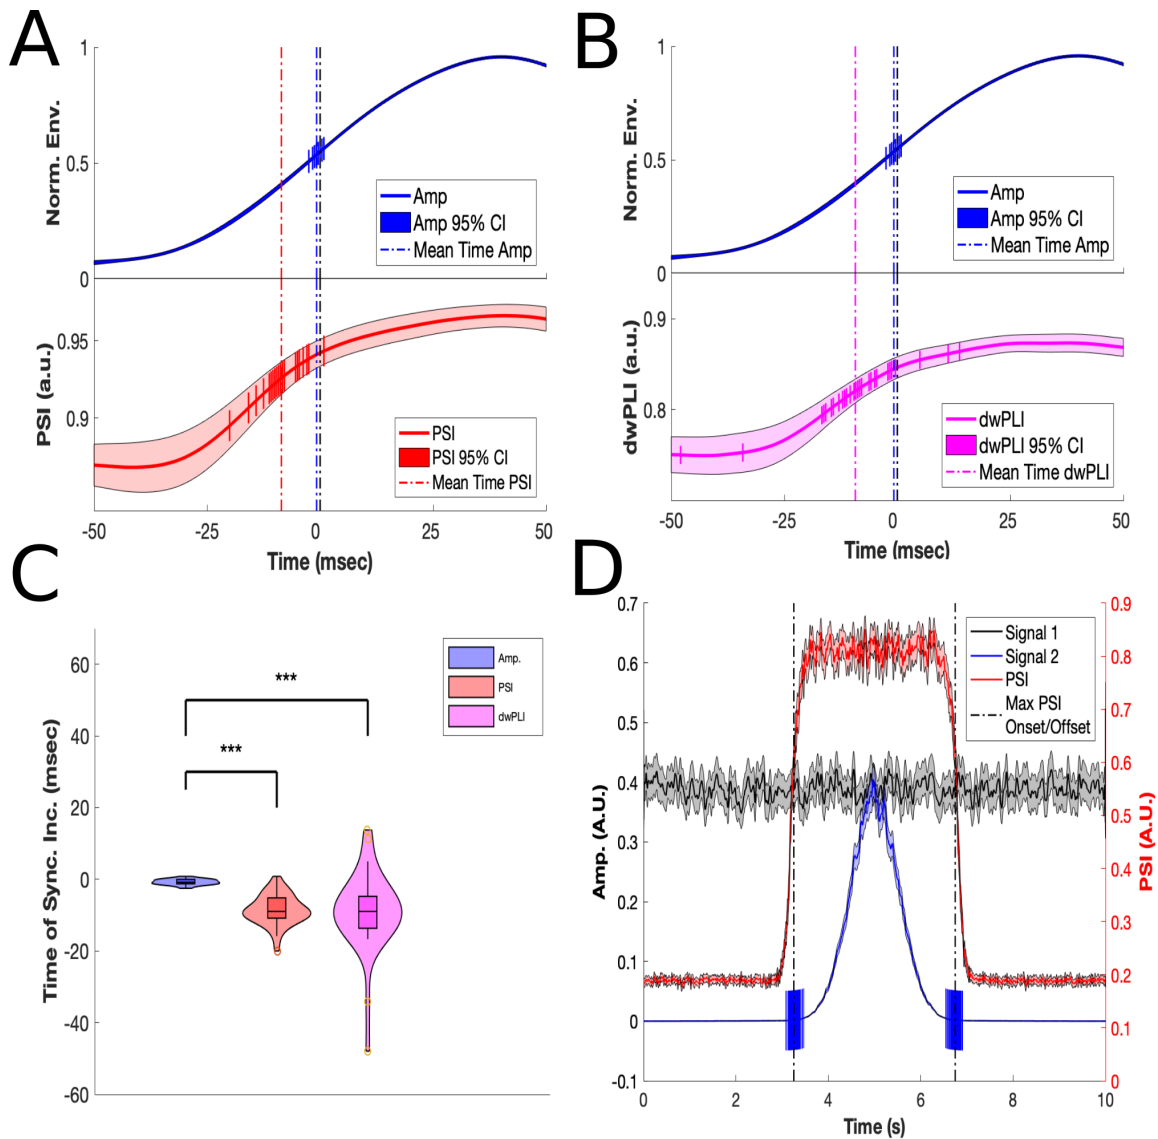 A
1
0.5
0
Norm. Env.
Amp
Amp 95% CI
Mean Time Amp
0.95
0.9
PSI (a.u.)
PSI
PSI 95% CI
Mean Time PSI
-50 -25 0 25 50
Time (msec)
B
1
0.5
0
Norm. Env.
Amp
Amp 95% CI
Mean Time Amp
0.9
0.8
dwPLI (a.u.)
dwPLI
dwPLI 95% CI
Mean Time dwPLI
-50 -25 0 25 50
Time (msec)
C
60
40
20
0
-20
-40
-60
Time of Sync. Inc. (msec)
***
***
Amp.
PSI
dwPLI
D
0.7
0.6
0.5
0.4
0.3
0.2
0.1
0
-0.1
Amp. (A.U.)
Signal 1
Signal 2
PSI
Max PSI
Onset/Offset
0.9
0.8
0.7
0.6
0.5
0.4
0.3
0.2
0.1
0
PSI (A.U.)
0 2 4 6 8 10
Time (s)